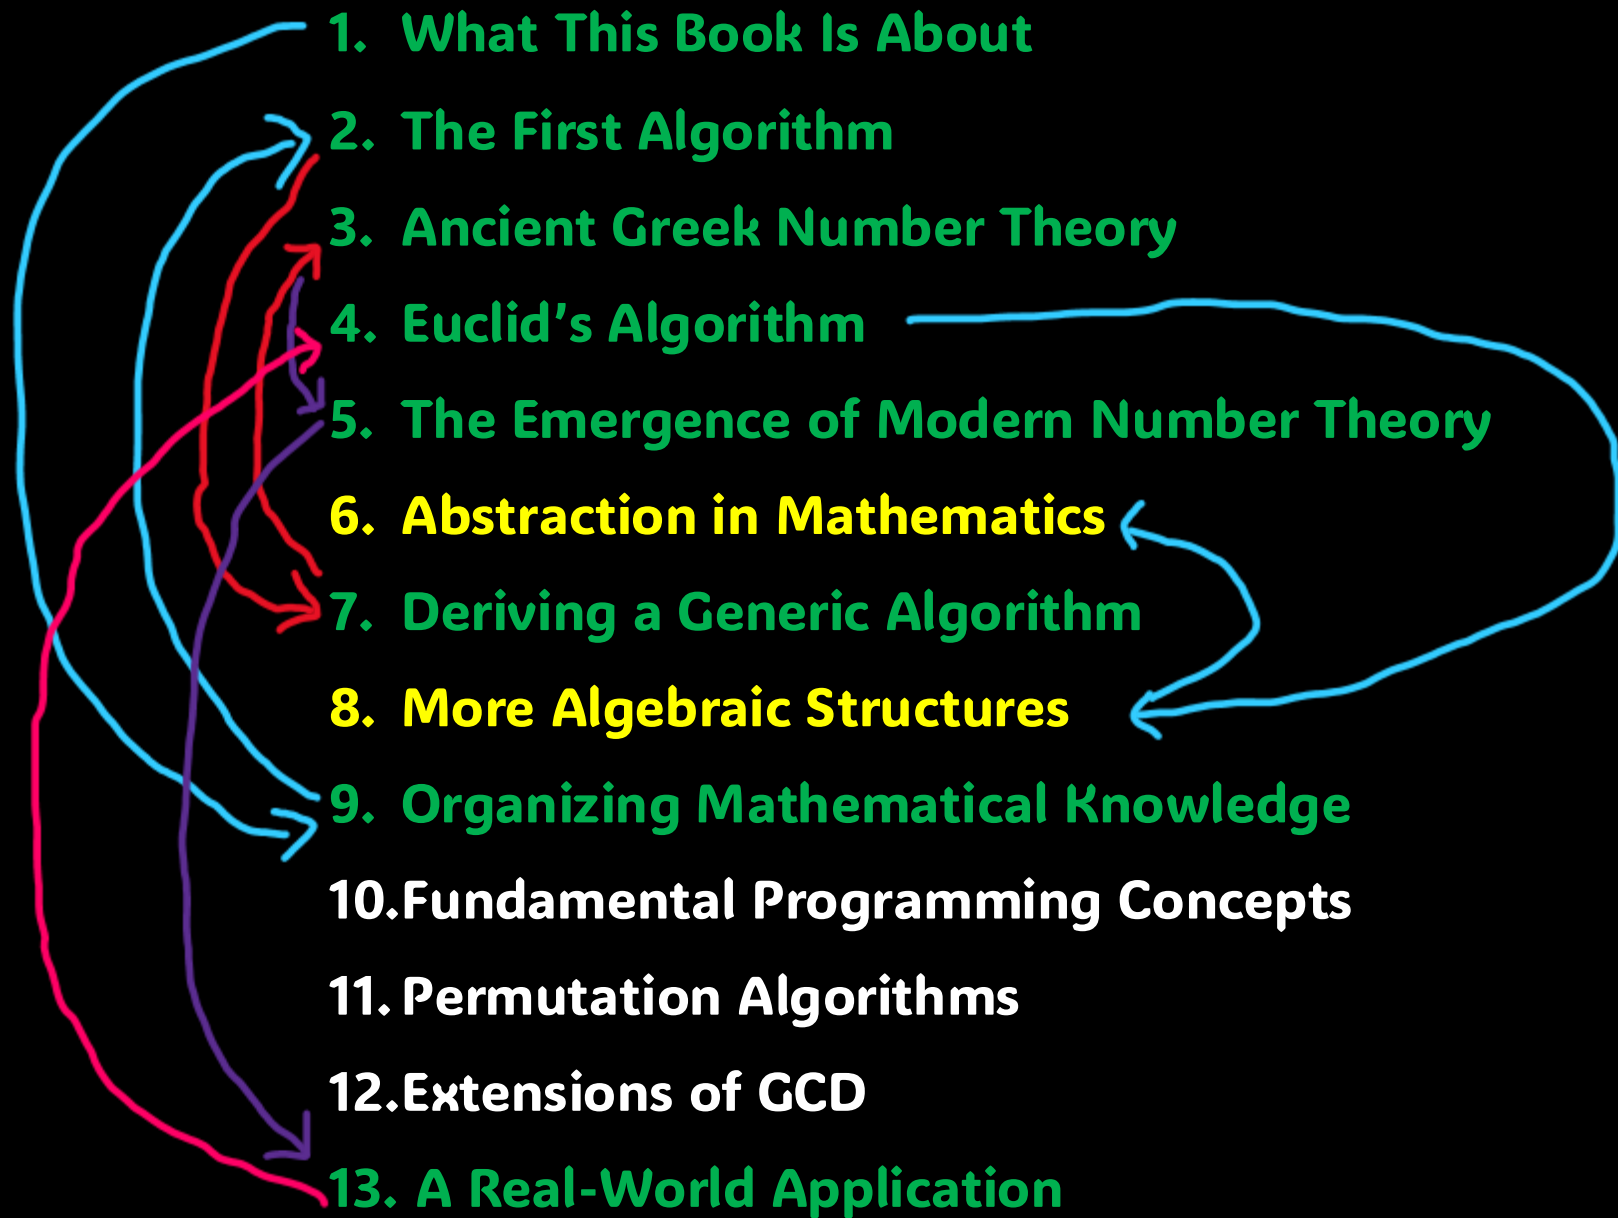 1. What This Book Is About
2. The First Algorithm
3. Ancient Greek Number Theory
4. Euclid’s Algorithm
5. The Emergence of Modern Number Theory
6. Abstraction in Mathematics
7. Deriving a Generic Algorithm
8. More Algebraic Structures
9. Organizing Mathematical Knowledge
10.Fundamental Programming Concepts
11. Permutation Algorithms
12.Extensions of GCD
13. A Real-World Application